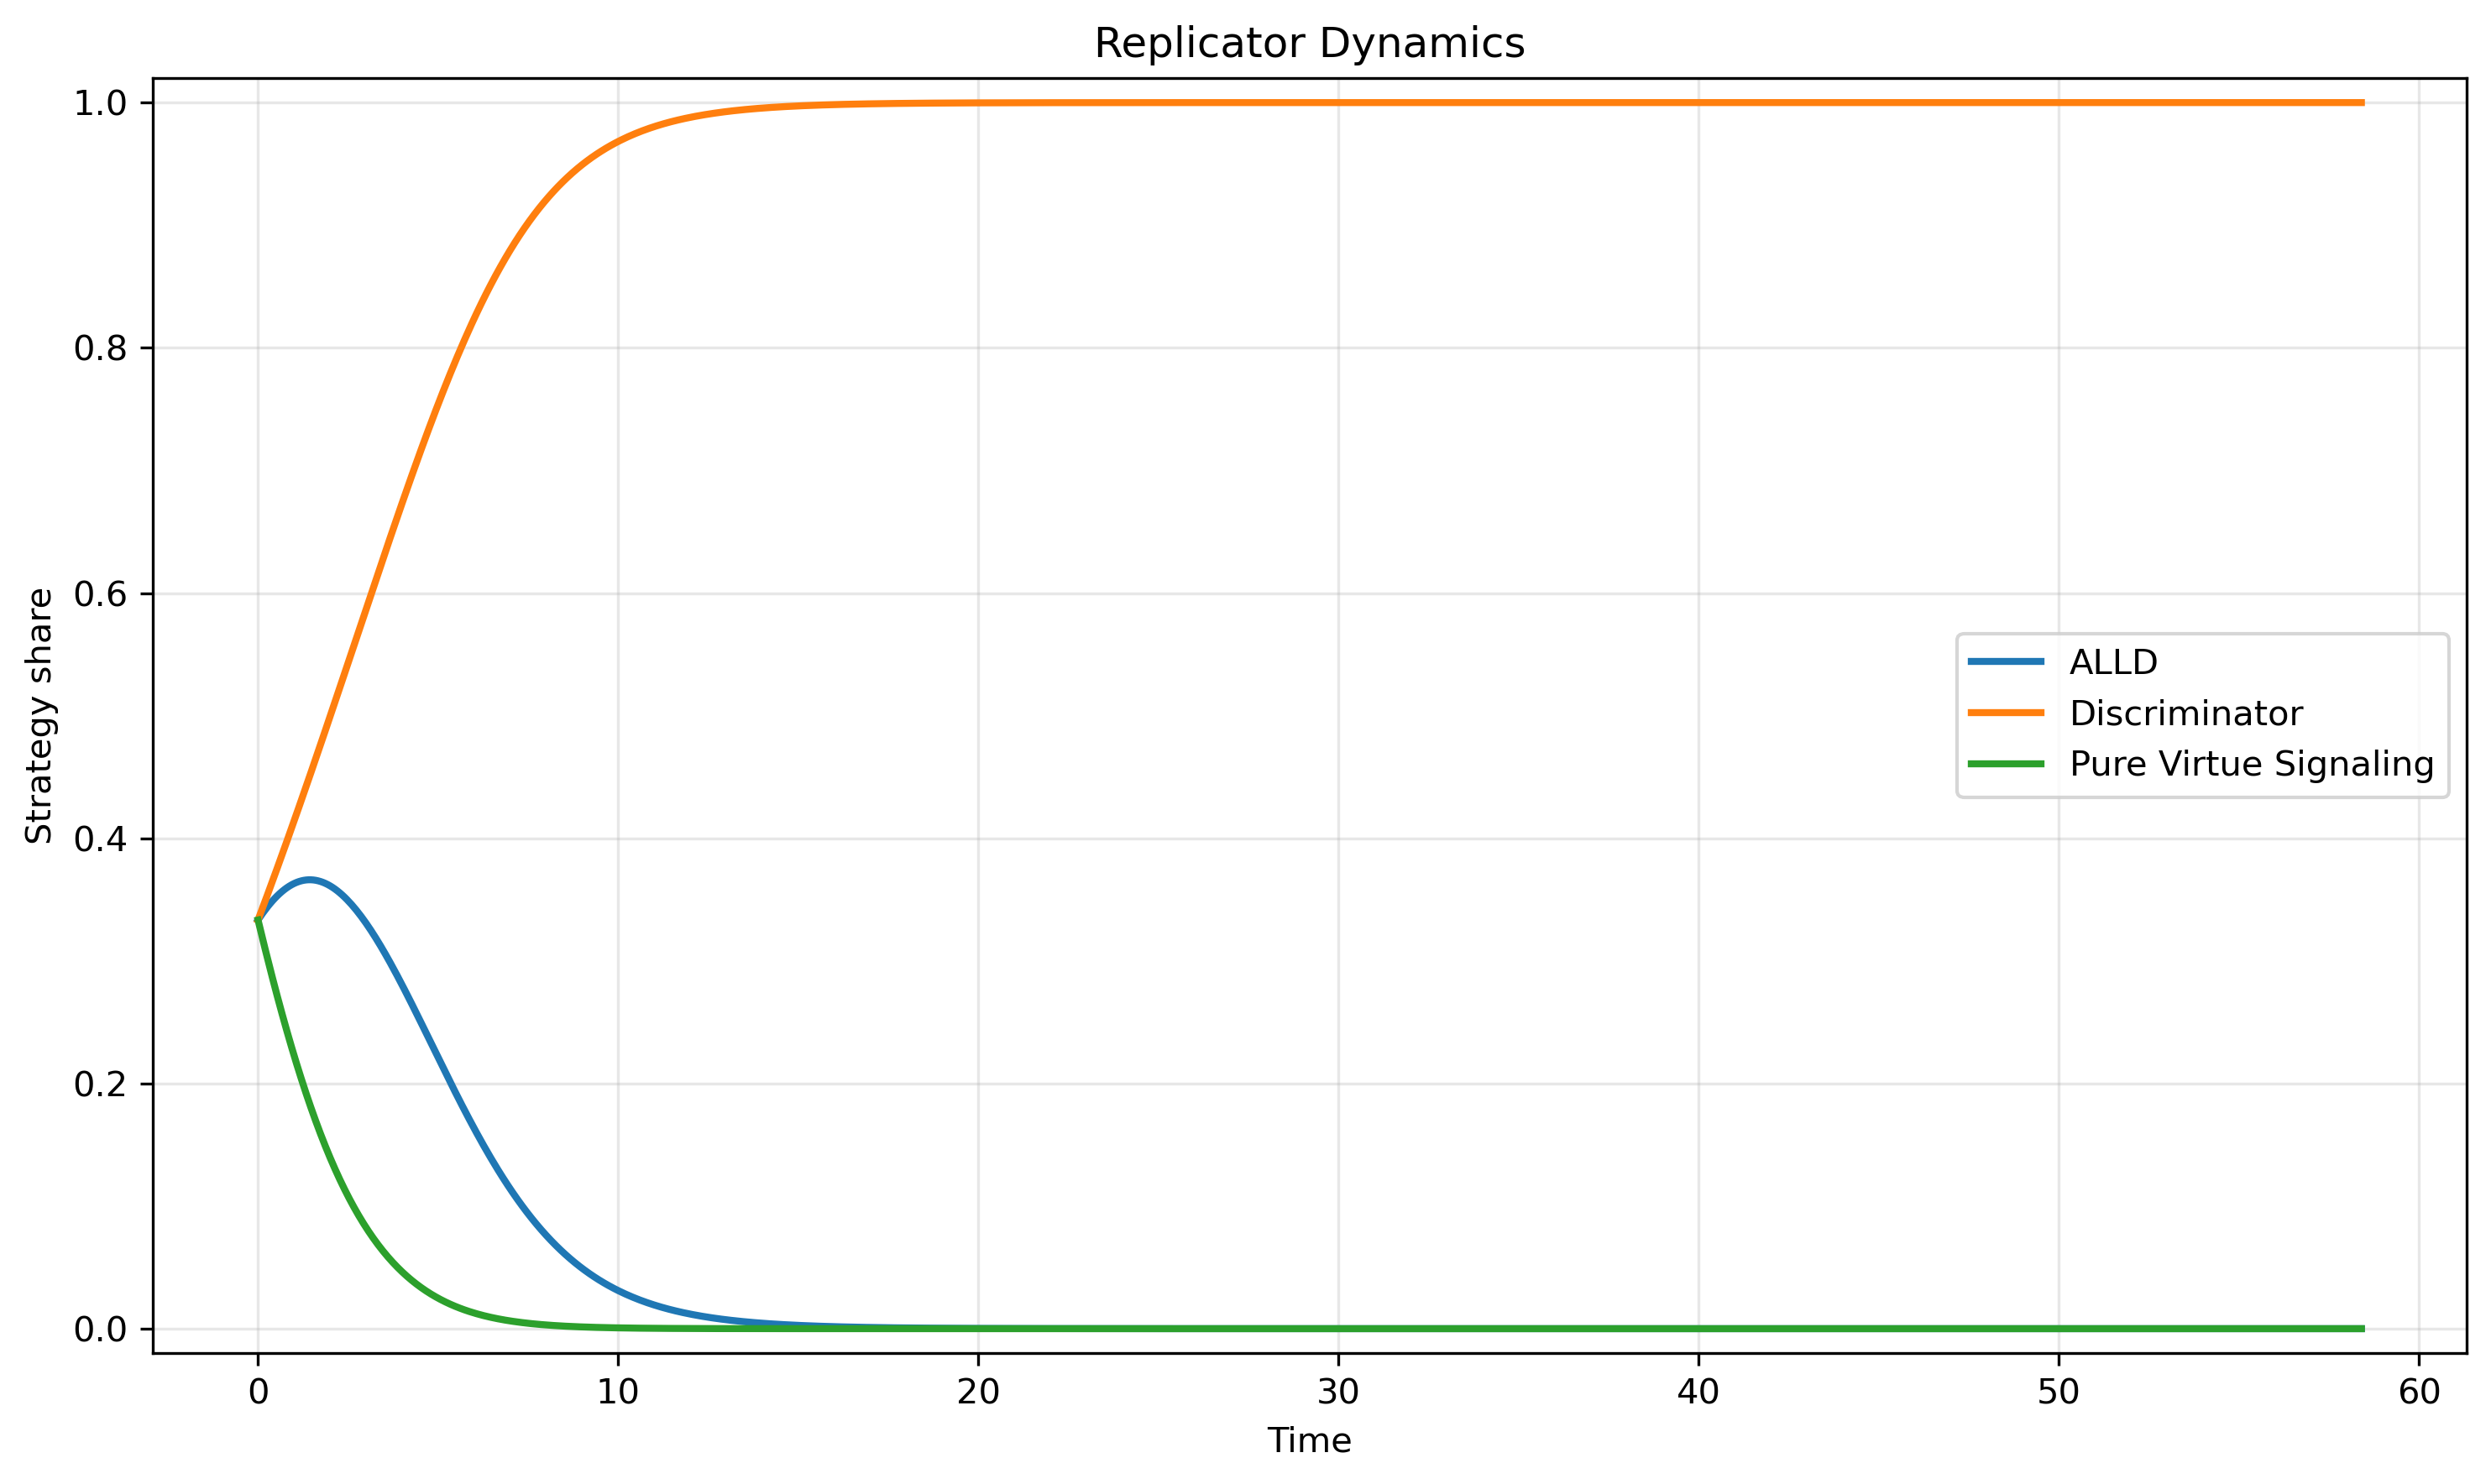 Replicator Dynamics
1.0
0.8
0.6
0.4
0.2
0.0
Strategy share
ALLD
Discriminator
Pure Virtue Signaling
0 10 20 30 40 50 60
Time